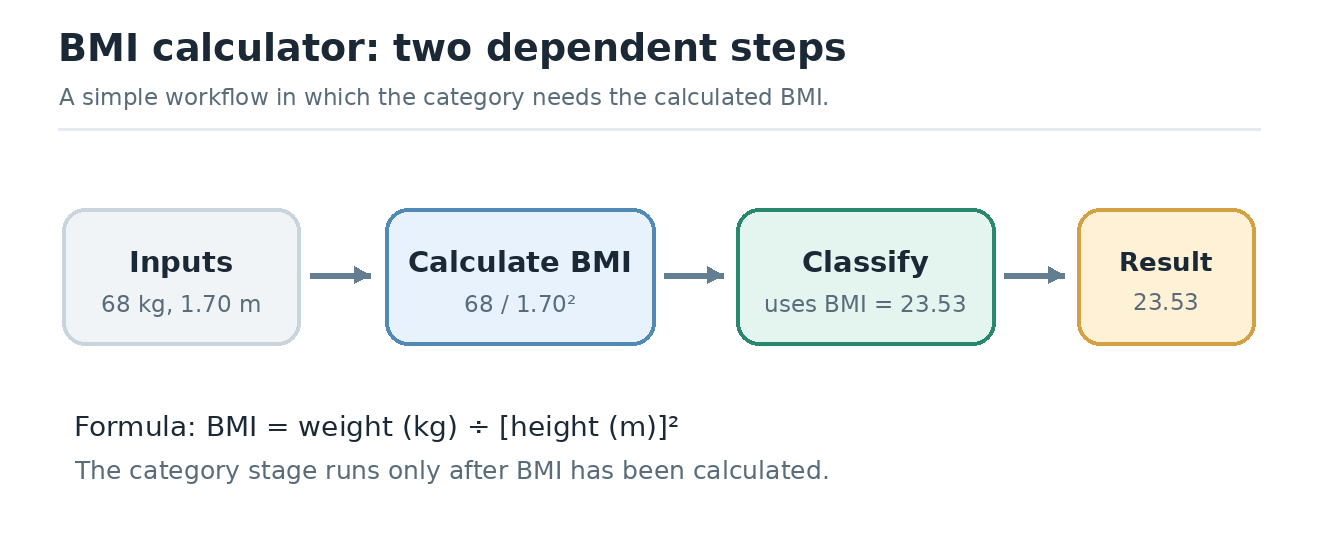 BMI calculator: two dependent steps
A simple workflow in which the category needs the calculated BMI.
Inputs
68 kg, 1.70 m
Calculate BMI
68 / 1.70²
Classify
uses BMI = 23.53
Result
23.53
Formula: BMI = weight (kg) ÷ [height (m)]²
The category stage runs only after BMI has been calculated.